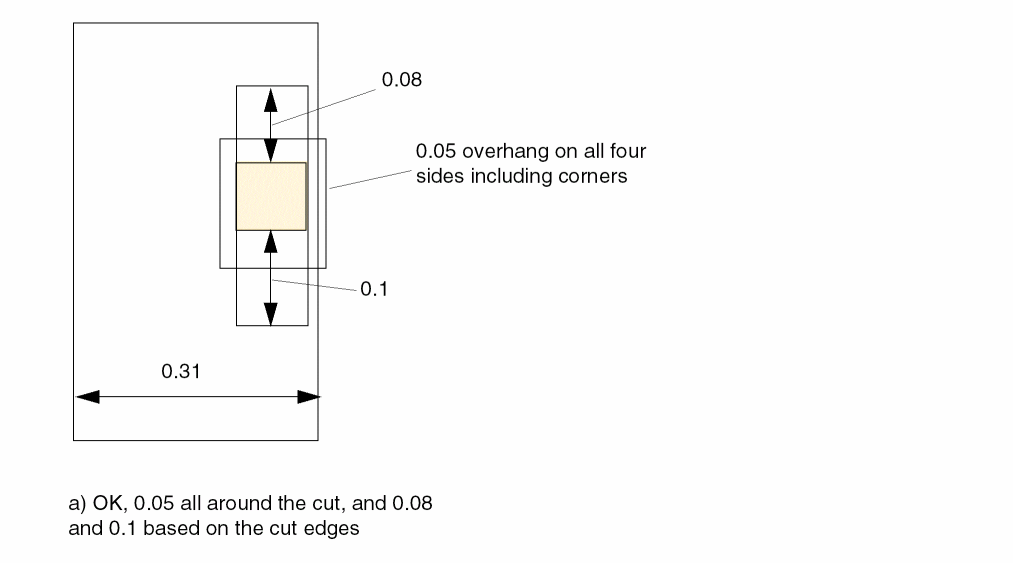 0.08
0.05 overhang on all four
sides including corners
0.1
0.31
a) OK, 0.05 all around the cut, and 0.08
and 0.1 based on the cut edges